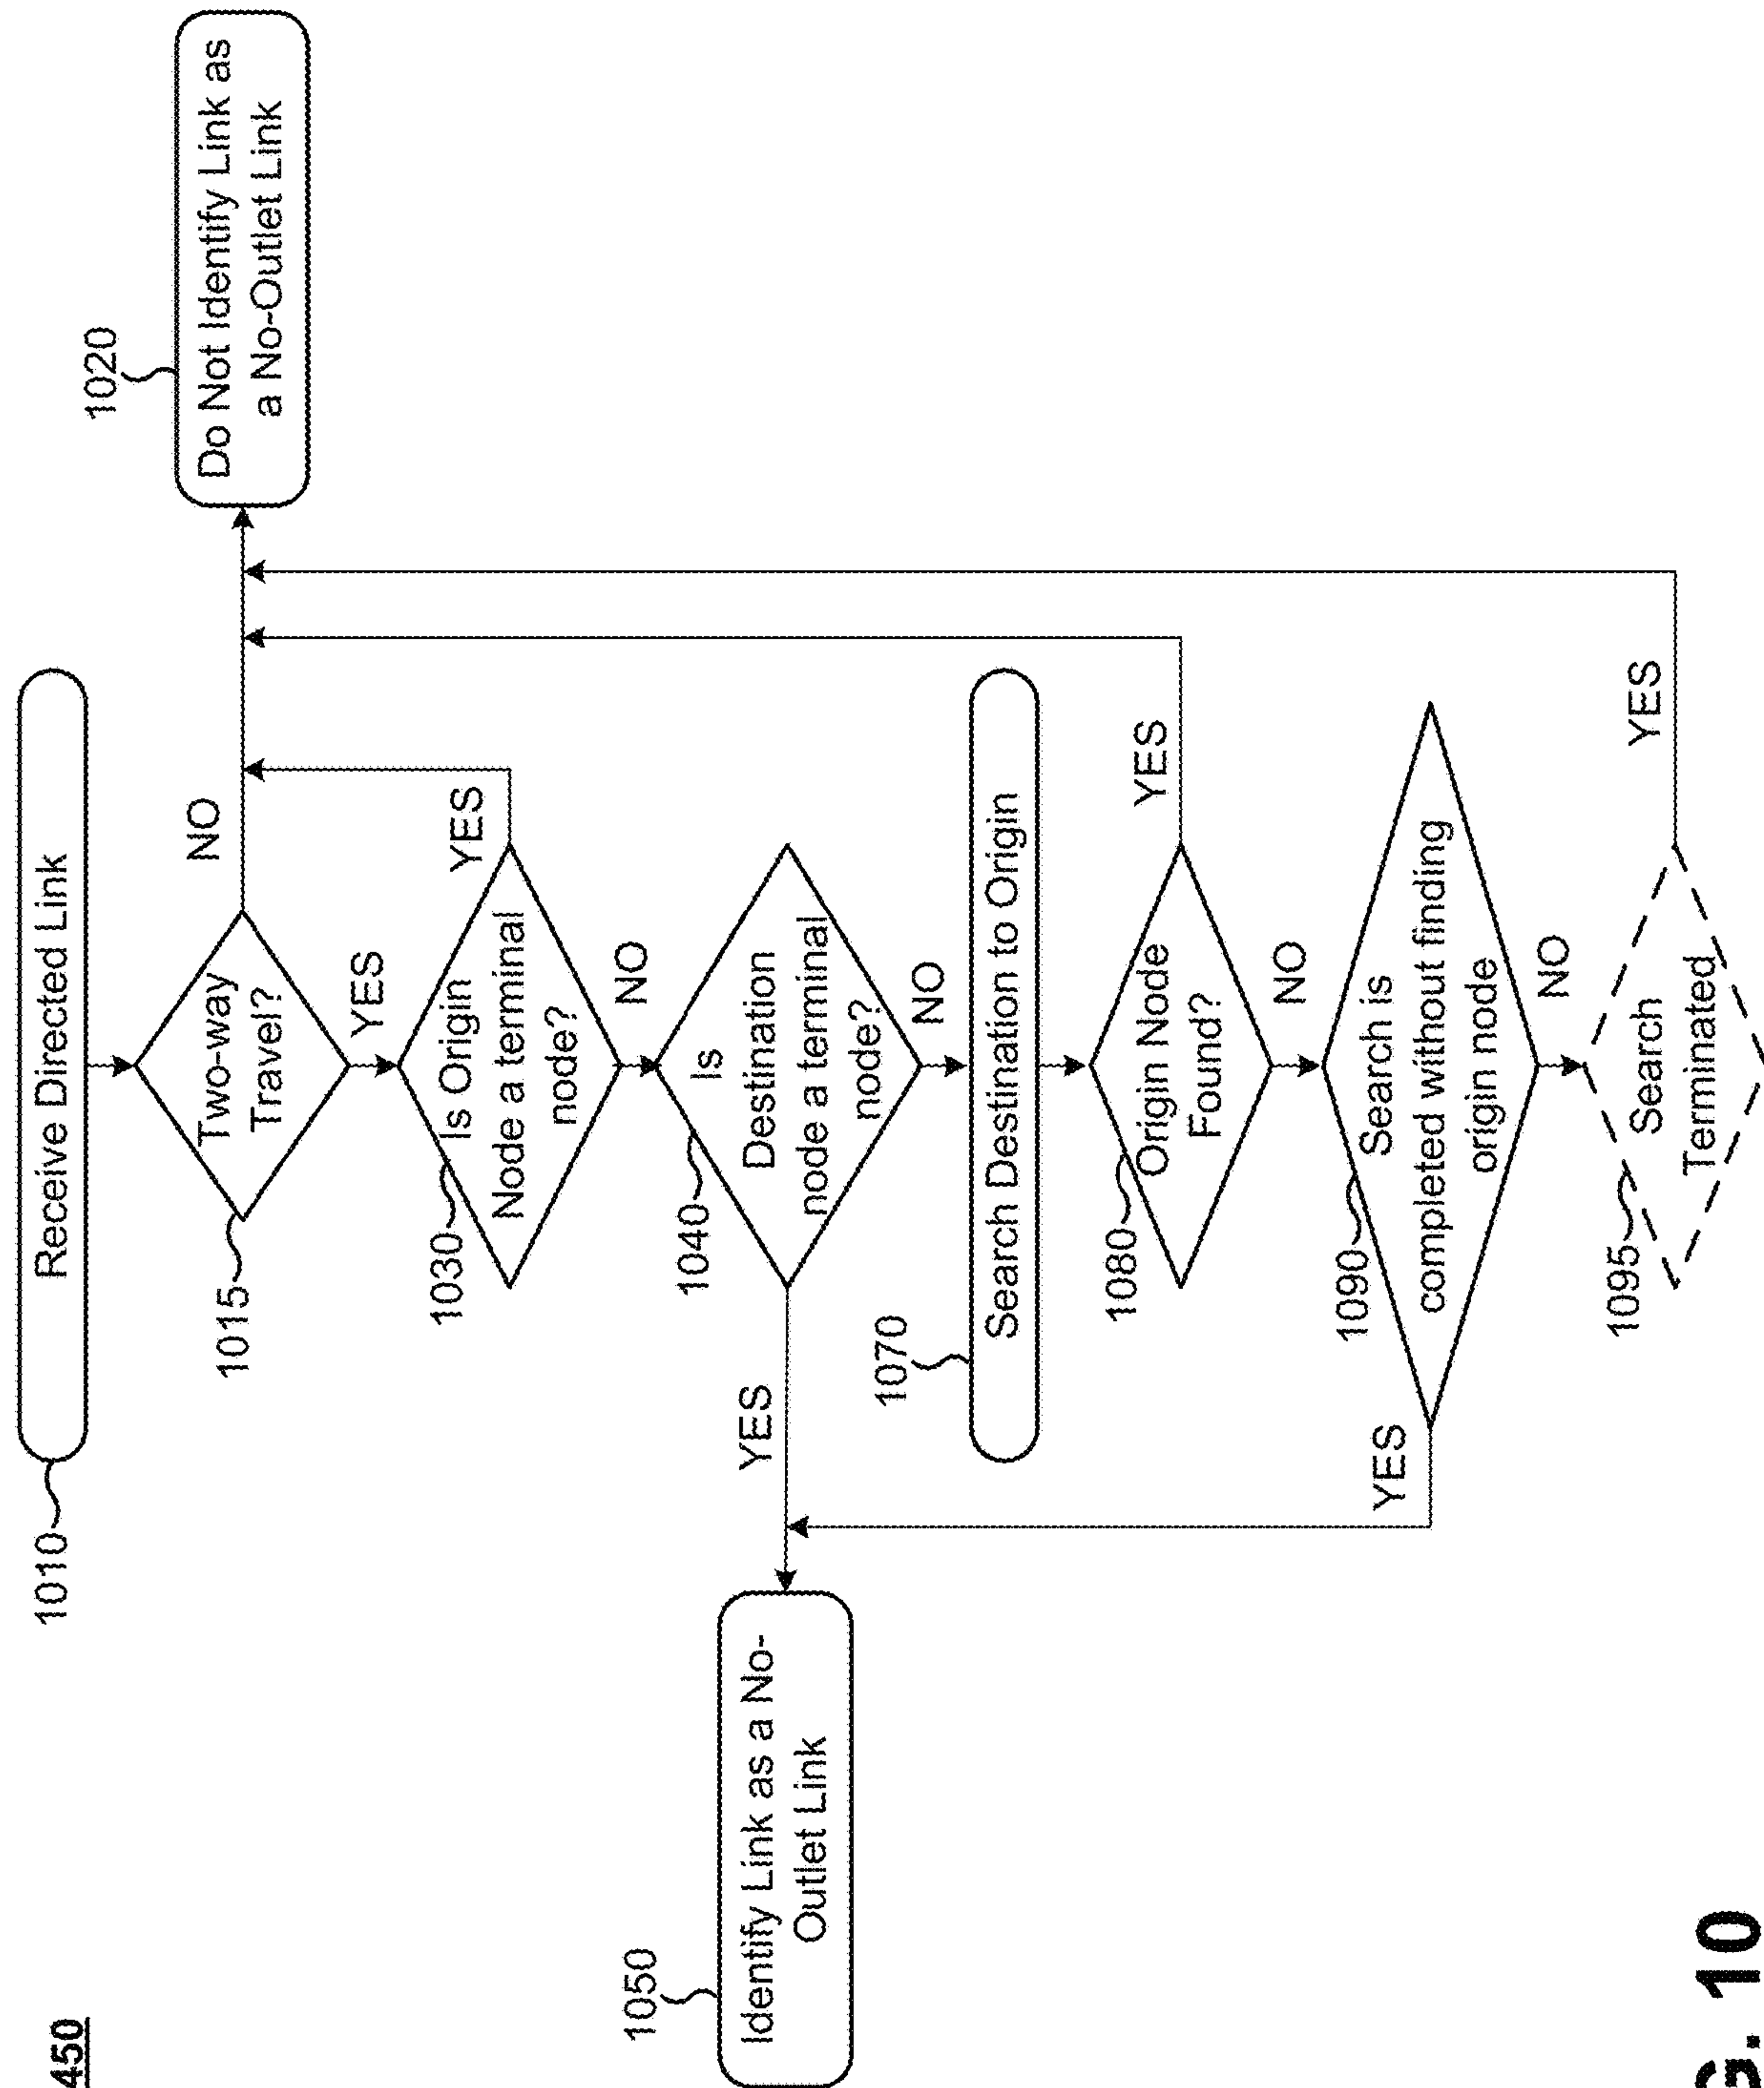 450
Receive Directed Link
1010
Two-way
Travel?
1015
NO
YES
1020
Do Not Identify Link as
a No-Outlet Link
Is Origin
Node a terminal
node?
1030
YES
NO
Is
Destination
node a terminal
node?
1040
YES
NO
1050
Identify Link as a No-
Outlet Link
1070
Search Destination to Origin
Origin Node
Found?
1080
YES
NO
Search is
completed without finding
origin node
1090
YES
NO
Search
Terminated
1095
YES
G. 10